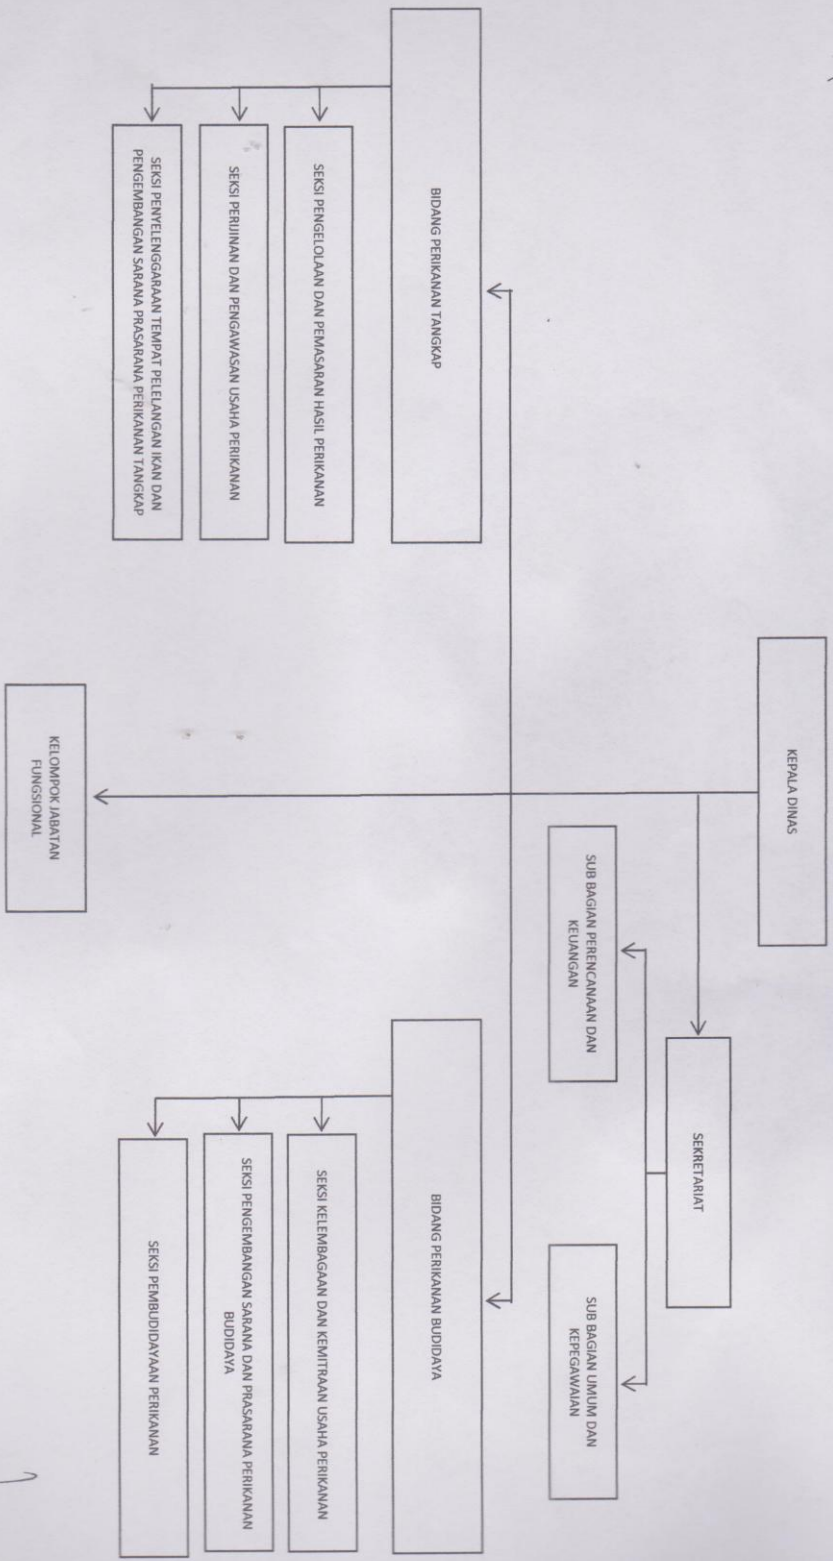 KEPALA DINAS
SEKRETARIAT
SUB BAGIAN PERENCANAAN DAN
KEUANGAN
SUB BAGIAN UMUM DAN
KEPEGAWAIAN
BIDANG PERIKANAN TANGKAP
SEKSI PENGELOLAAN DAN PEMASARAN HASIL PERIKANAN
SEKSI PERIJINAN DAN PENGAWASAN USAHA PERIKANAN
SEKSI PENYELENGGARAAN TEMPAT PELELANGAN IKAN DAN
PENGEMBANGAN SARANA PRASARANA PERIKANAN TANGKAP
BIDANG PERIKANAN BUDIDAYA
SEKSI KELEMBAGAAN DAN KEMITRAAN USAHA PERIKANAN
SEKSI PENGEMBANGAN SARANA DAN PRASARANA PERIKANAN
BUDIDAYA
SEKSI PEMBUDIDAYAAN PERIKANAN
KELOMPOK JABATAN
FUNGSIONAL